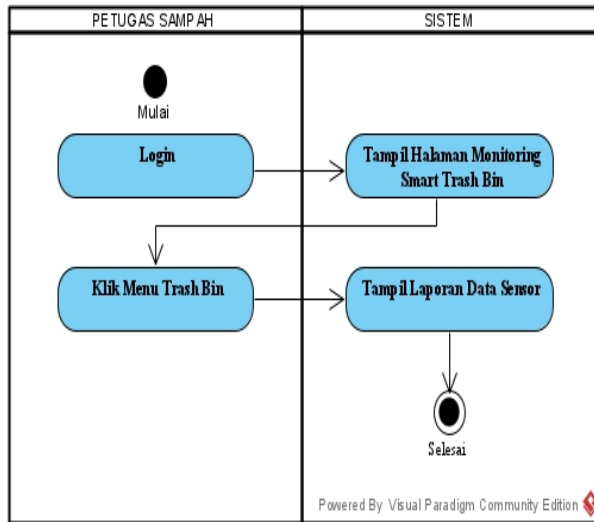 PETUGAS SAMPAH
SISTEM
Mulai
Login
Tampil Halaman Monitoring
Smart Trash Bin
Klik Menu Trash Bin
Tampil Laporan Data Sensor
Selesai
Powered By Visual Paradigm Community Edition